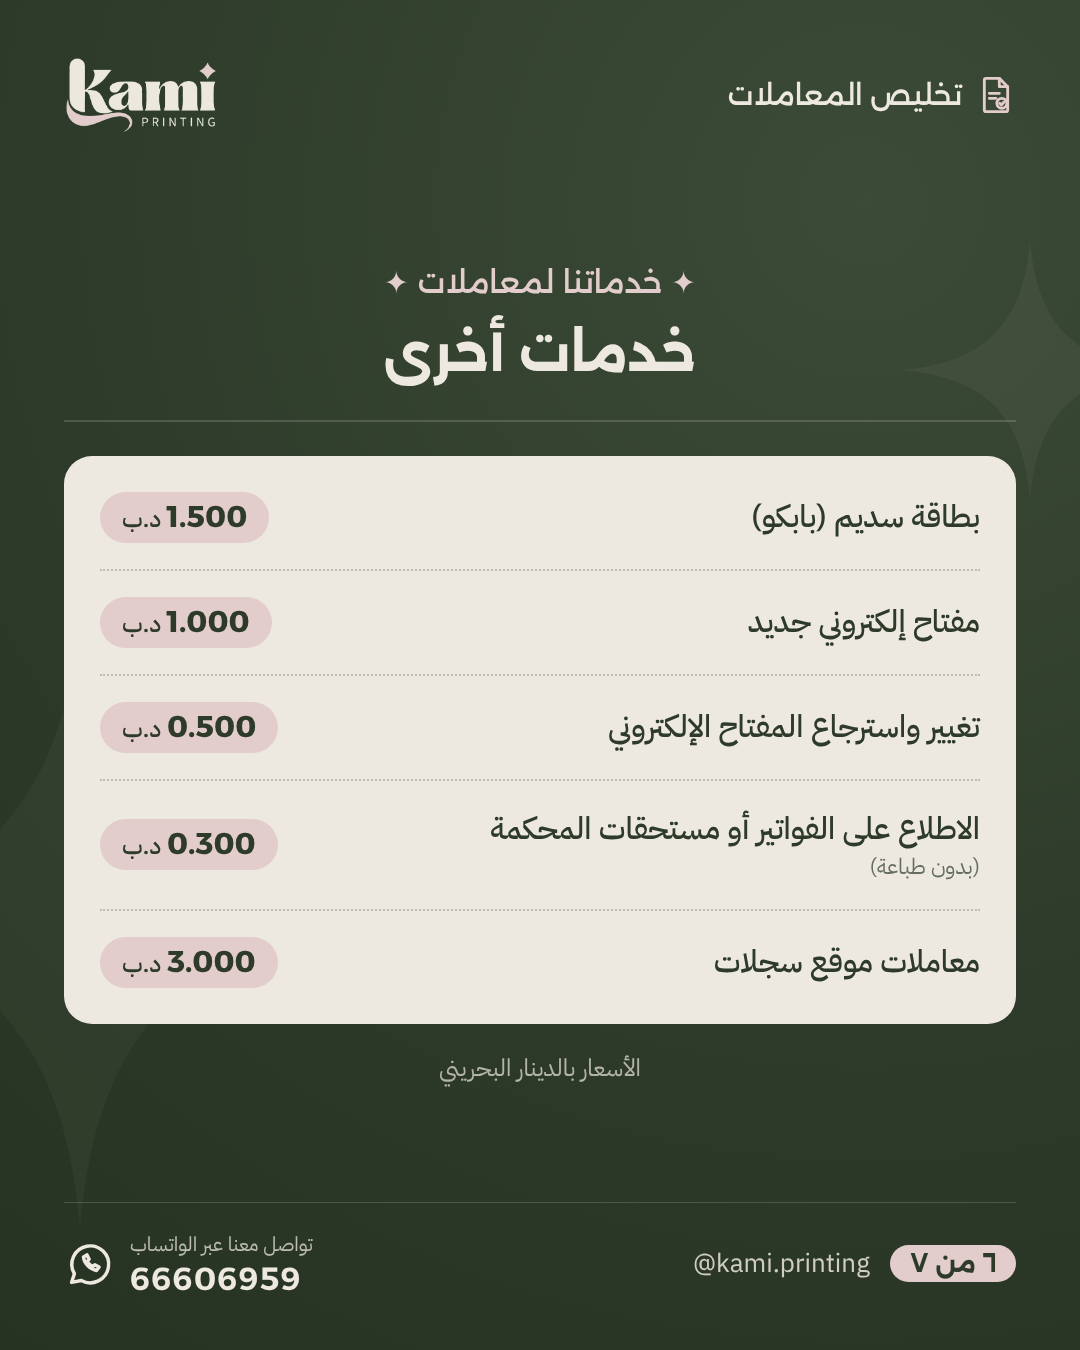 kami
PRINTING
تخليص المعاملات
✦ خدماتنا لمعاملات ✦
خدمات أخرى
بطاقة سديم (بابكو)
1.500 د.ب
مفتاح إلكتروني جديد
1.000 د.ب
تغيير واسترجاع المفتاح الإلكتروني
0.500 د.ب
الاطلاع على الفواتير أو مستحقات المحكمة
(بدون طباعة)
0.300 د.ب
معاملات موقع سجلات
3.000 د.ب
الأسعار بالدينار البحريني
٦ من ٧
@kami.printing
تواصل معنا عبر الواتساب
66606959